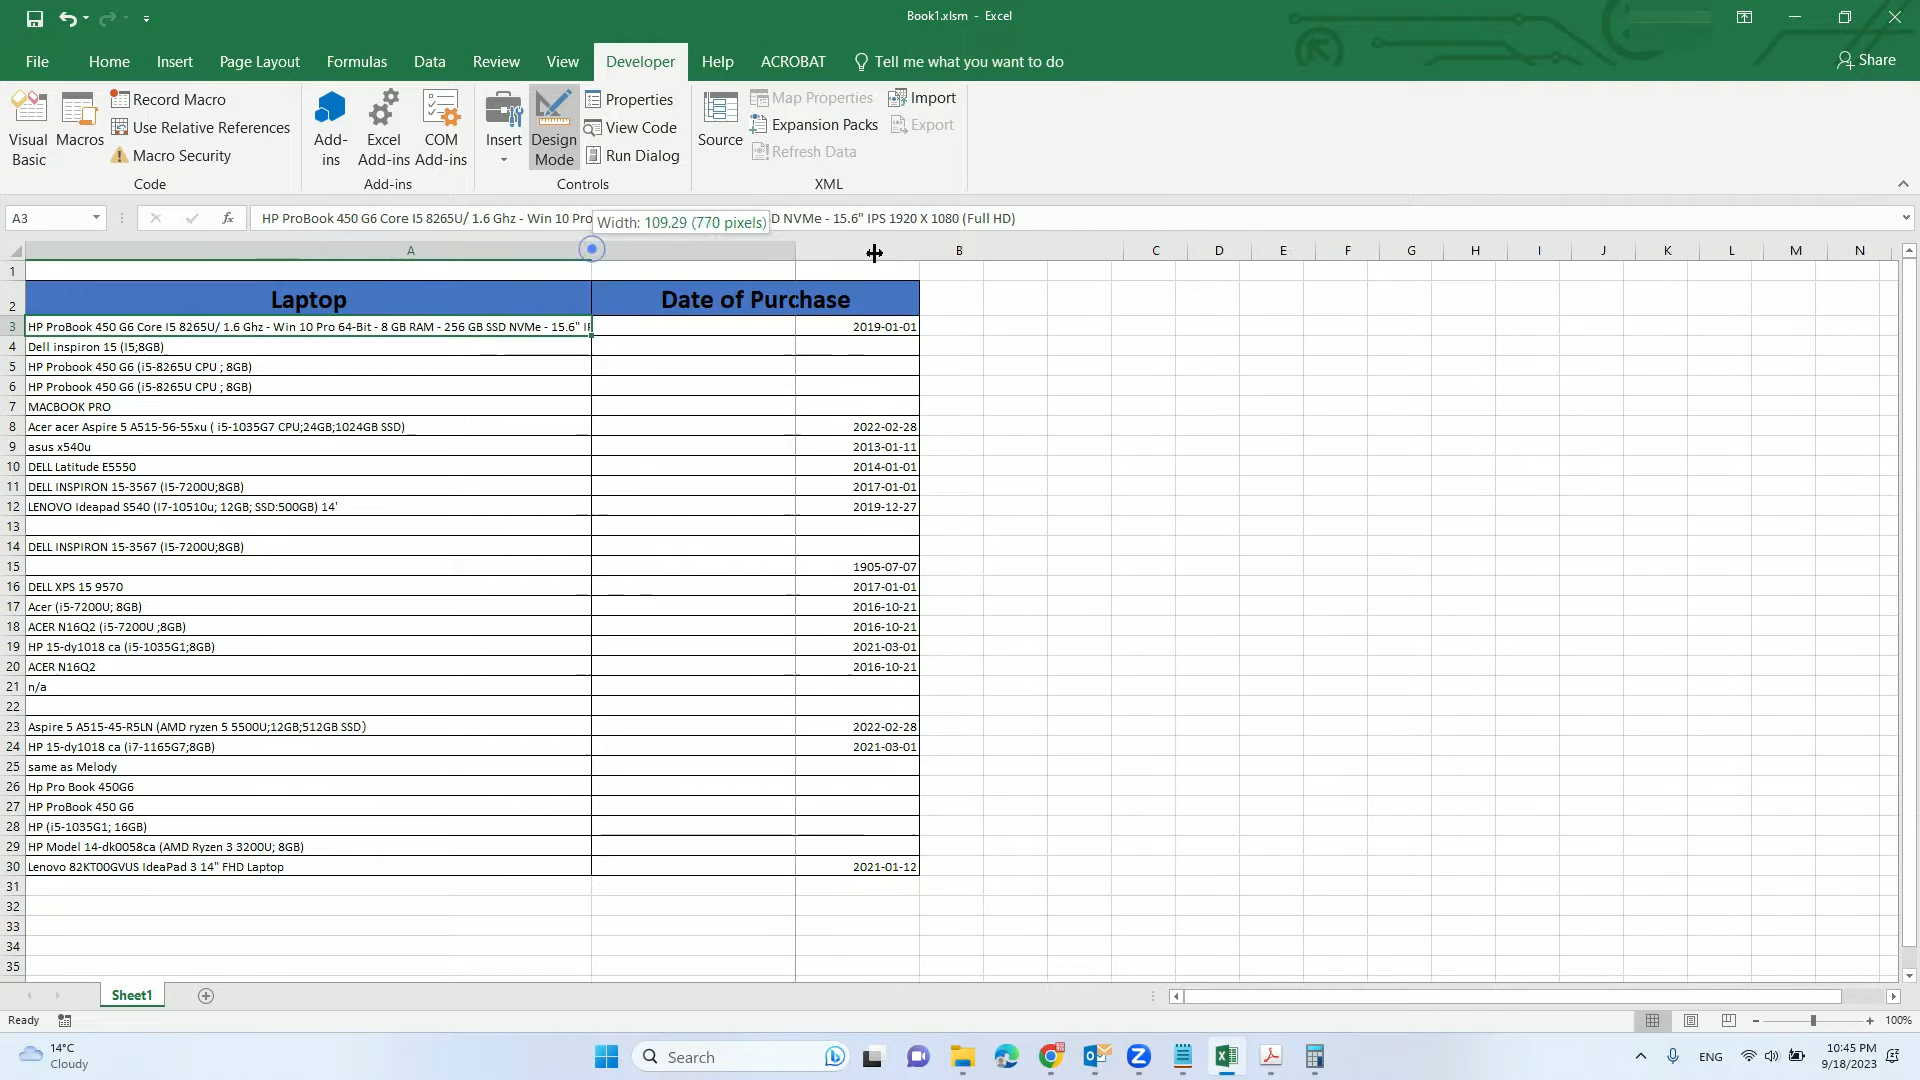 Book1.xlsm - Excel
File Home Insert Page Layout Formulas Data Review View Developer Help ACROBAT Tell me what you want to do Share
Visual Basic
Macros
Record Macro
Use Relative References
Macro Security
Code
Add-ins
Excel Add-ins
COM Add-ins
Add-ins
Insert
Design Mode
Properties
View Code
Run Dialog
Controls
Source
Map Properties
Expansion Packs
Refresh Data
Import
Export
XML
A3 fx HP ProBook 450 G6 Core I5 8265U/ 1.6 Ghz - Win 10 Pro D NVMe - 15.6" IPS 1920 X 1080 (Full HD)
Width: 109.29 (770 pixels)
A B C D E F G H I J K L M N
1
2 Laptop Date of Purchase
3 HP ProBook 450 G6 Core I5 8265U/ 1.6 Ghz - Win 10 Pro 64-Bit - 8 GB RAM - 256 GB SSD NVMe - 15.6" 2019-01-01
4 Dell inspiron 15 (I5;8GB)
5 HP Probook 450 G6 (i5-8265U CPU ; 8GB)
6 HP Probook 450 G6 (i5-8265U CPU ; 8GB)
7 MACBOOK PRO
8 Acer acer Aspire 5 A515-56-55xu ( i5-1035G7 CPU;24GB;1024GB SSD) 2022-02-28
9 asus x540u 2013-01-11
10 DELL Latitude E5550 2014-01-01
11 DELL INSPIRON 15-3567 (I5-7200U;8GB) 2017-01-01
12 LENOVO Ideapad S540 (I7-10510u; 12GB; SSD:500GB) 14' 2019-12-27
13
14 DELL INSPIRON 15-3567 (I5-7200U;8GB)
15 1905-07-07
16 DELL XPS 15 9570 2017-01-01
17 Acer (i5-7200U; 8GB) 2016-10-21
18 ACER N16Q2 (i5-7200U ;8GB) 2016-10-21
19 HP 15-dy1018 ca (i5-1035G1;8GB) 2021-03-01
20 ACER N16Q2 2016-10-21
21 n/a
22
23 Aspire 5 A515-45-R5LN (AMD ryzen 5 5500U;12GB;512GB SSD) 2022-02-28
24 HP 15-dy1018 ca (i7-1165G7;8GB) 2021-03-01
25 same as Melody
26 Hp Pro Book 450G6
27 HP ProBook 450 G6
28 HP (i5-1035G1; 16GB)
29 HP Model 14-dk0058ca (AMD Ryzen 3 3200U; 8GB)
30 Lenovo 82KT00GVUS IdeaPad 3 14" FHD Laptop 2021-01-12
31
32
33
34
35
Sheet1
Ready 100%
14°C
Cloudy
Search
ENG
10:45 PM
9/18/2023